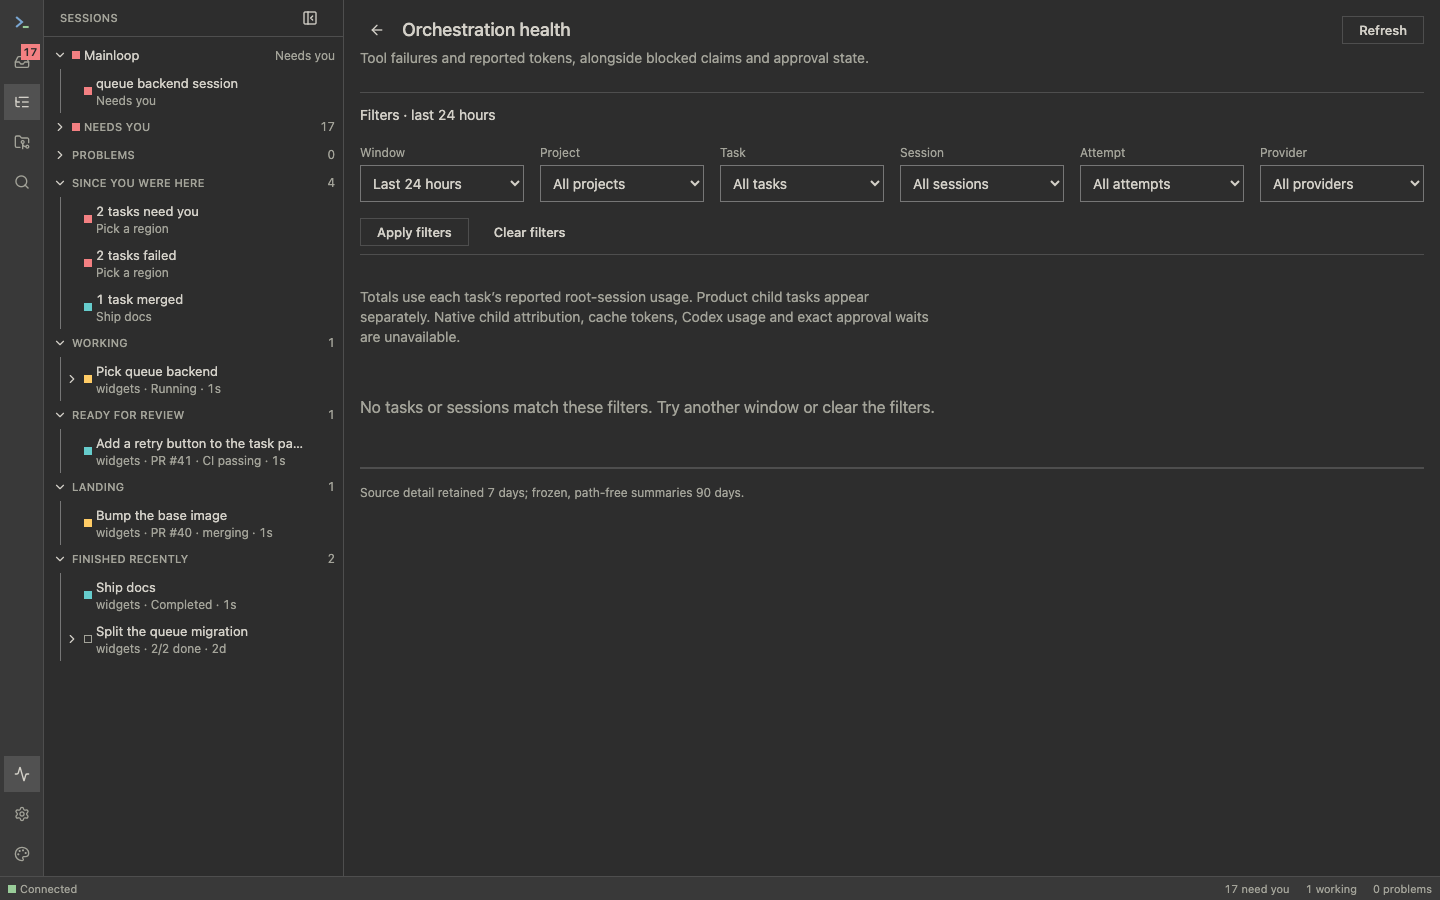 17
SESSIONS
Mainloop
Needs you
queue backend session
Needs you
NEEDS YOU
17
PROBLEMS
0
SINCE YOU WERE HERE
4
2 tasks need you
Pick a region
2 tasks failed
Pick a region
1 task merged
Ship docs
WORKING
1
Pick queue backend
widgets · Running · 1s
READY FOR REVIEW
1
Add a retry button to the task pa...
widgets · PR #41 · CI passing · 1s
LANDING
1
Bump the base image
widgets · PR #40 · merging · 1s
FINISHED RECENTLY
2
Ship docs
widgets · Completed · 1s
Split the queue migration
widgets · 2/2 done · 2d
Orchestration health
Refresh
Tool failures and reported tokens, alongside blocked claims and approval state.
Filters · last 24 hours
Window
Project
Task
Session
Attempt
Provider
Last 24 hours
All projects
All tasks
All sessions
All attempts
All providers
Apply filters
Clear filters
Totals use each task's reported root-session usage. Product child tasks appear
separately. Native child attribution, cache tokens, Codex usage and exact approval waits
are unavailable.
No tasks or sessions match these filters. Try another window or clear the filters.
Source detail retained 7 days; frozen, path-free summaries 90 days.
Connected
17 need you
1 working
0 problems